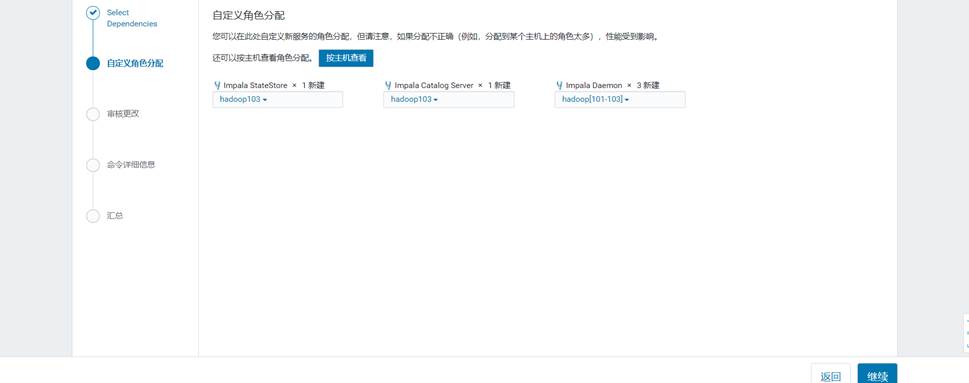 Select
Dependencies
自定义角色分配
审核更改
命令详细信息
汇总
自定义角色分配
您可以在此处自定义新服务的角色分配，但请注意，如果分配不正确（例如，分配到某个主机上的角色太多），性能受到影响。
还可以按主机查看角色分配。 按主机查看
Impala StateStore × 1 新建
hadoop103
Impala Catalog Server × 1 新建
hadoop103
Impala Daemon × 3 新建
hadoop[101-103]
返回
继续